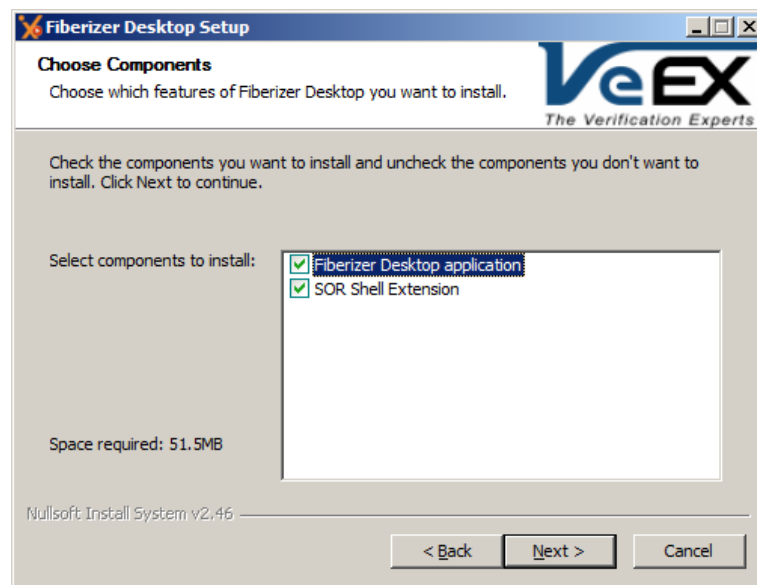 Fiberizer Desktop Setup
Choose Components
Choose which features of Fiberizer Desktop you want to install.
VeEX
The Verification Experts
Check the components you want to install and uncheck the components you don't want to
install. Click Next to continue.
Select components to install:
Fiberizer Desktop application
SOR Shell Extension
Space required: 51.5MB
Nullsoft Install System v2.46
< Back
Next >
Cancel